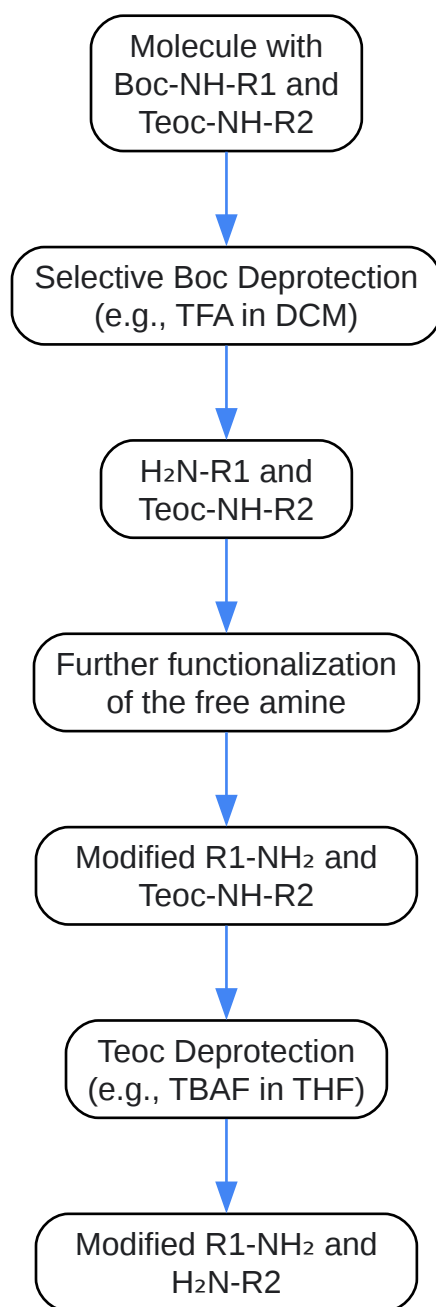 Molecule with
Boc-NH-R1 and
Teoc-NH-R2
Selective Boc Deprotection
(e.g., TFA in DCM)
H₂N-R1 and
Teoc-NH-R2
Further functionalization
of the free amine
Modified R1-NH₂ and
Teoc-NH-R2
Teoc Deprotection
(e.g., TBAF in THF)
Modified R1-NH₂ and
H₂N-R2